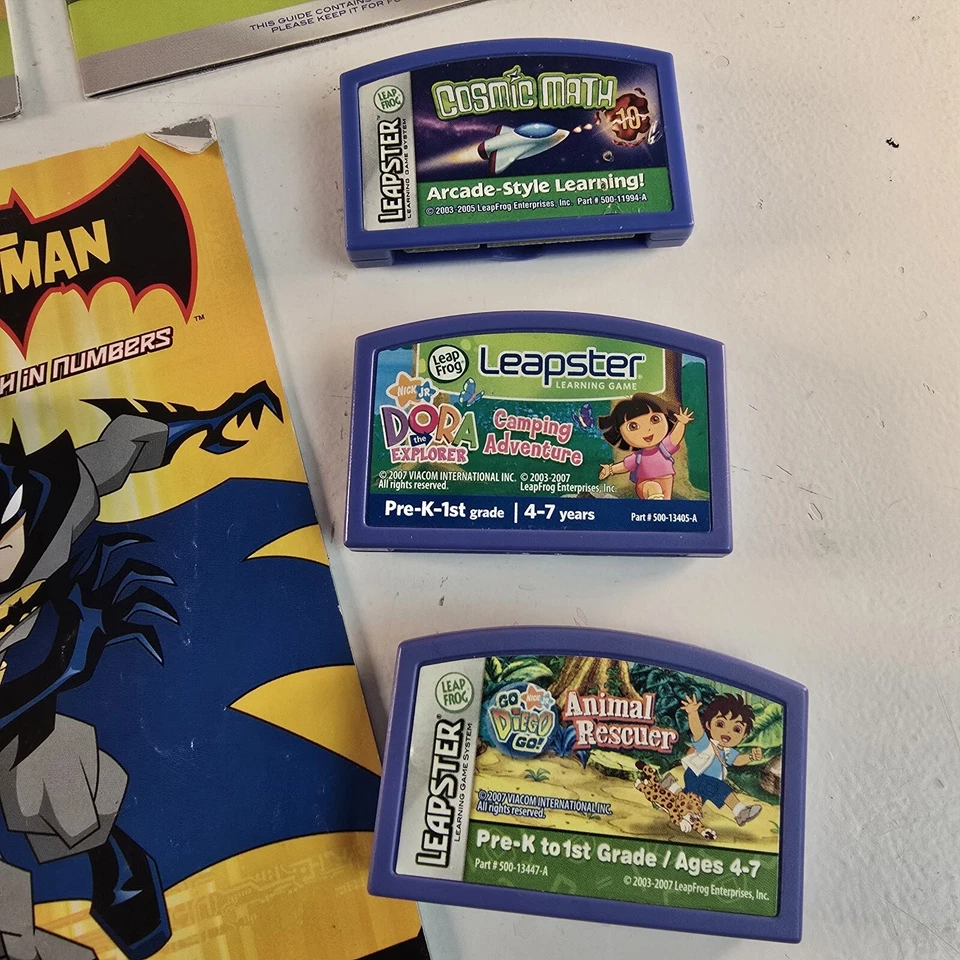 THIS GUIDE CONTAINS
PLEASE KEEP IT FOR
MAN
TM
H IN NUMBERS
LEAP
FROG
LEAPSTER
LEARNING GAME SYSTEM
COSMIC MATH
10
Arcade-Style Learning!
© 2003-2005 LeapFrog Enterprises, Inc. Part # 500-11994-A
Leap
Frog
Leapster
LEARNING GAME
NICK JR
DORA
the
EXPLORER
Camping
Adventure
© 2007 VIACOM INTERNATIONAL INC.
All rights reserved.
© 2003-2007
LeapFrog Enterprises, Inc.
Pre-K-1st grade | 4-7 years
Part # 500-13405-A
LEAP
FROG
LEAPSTER®
LEARNING GAME SYSTEM
NICK JR
GO
DIEGO
GO!
Animal
Rescuer
©2007 VIACOM INTERNATIONAL INC.
All rights reserved.
Pre-K to 1st Grade / Ages 4-7
Part # 500-13447-A
© 2003-2007 LeapFrog Enterprises, Inc.